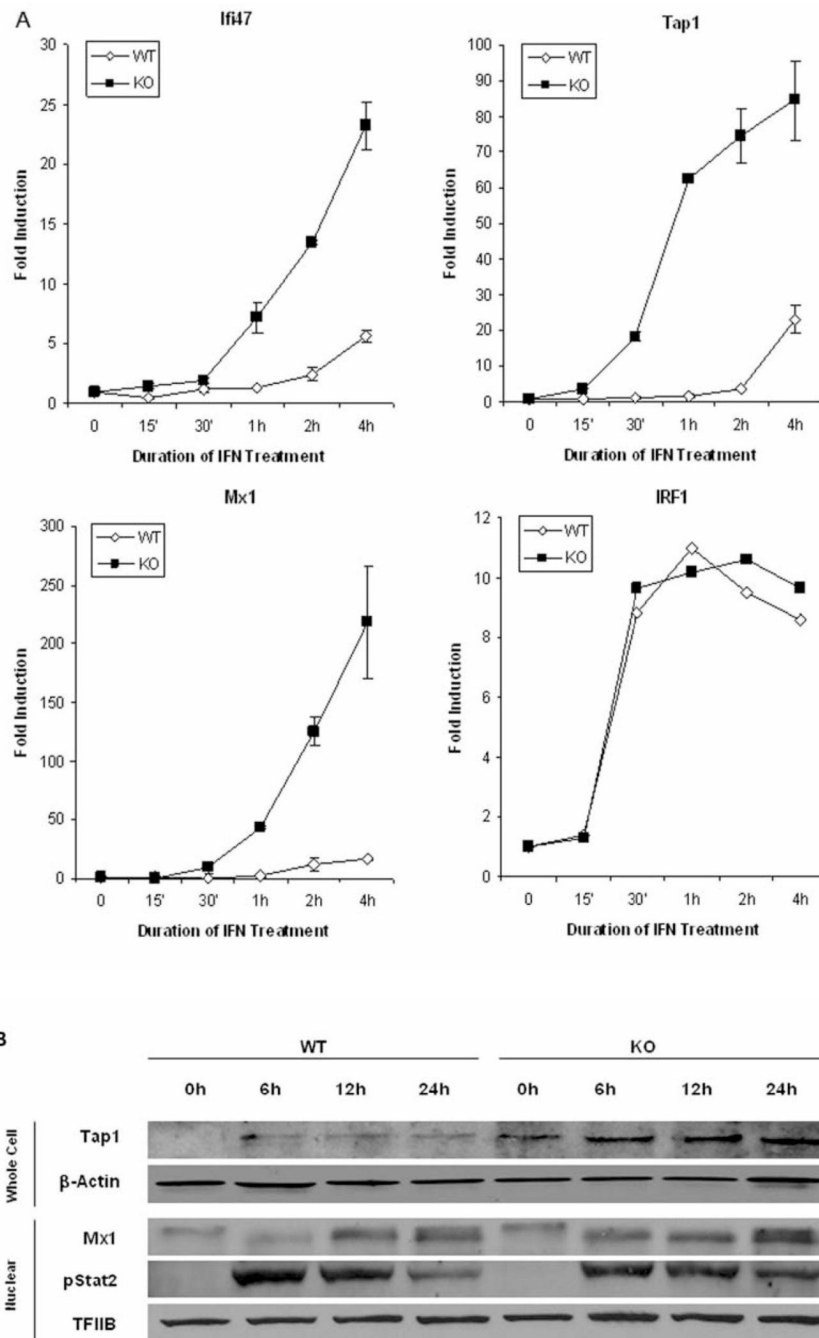 A
Ifi47
WT
KO
30
25
20
15
10
5
0
Fold Induction
0 15' 30' 1h 2h 4h
Duration of IFN Treatment
Tap1
WT
KO
100
90
80
70
60
50
40
30
20
10
0
Fold Induction
0 15' 30' 1h 2h 4h
Duration of IFN Treatment
Mx1
WT
KO
300
250
200
150
100
50
0
Fold Induction
0 15' 30' 1h 2h 4h
Duration of IFN Treatment
IRF1
WT
KO
12
10
8
6
4
2
0
Fold Induction
0 15' 30' 1h 2h 4h
Duration of IFN Treatment
B
WT KO
0h 6h 12h 24h 0h 6h 12h 24h
Whole Cell
Tap1
β-Actin
Nuclear
Mx1
pStat2
TFIIB